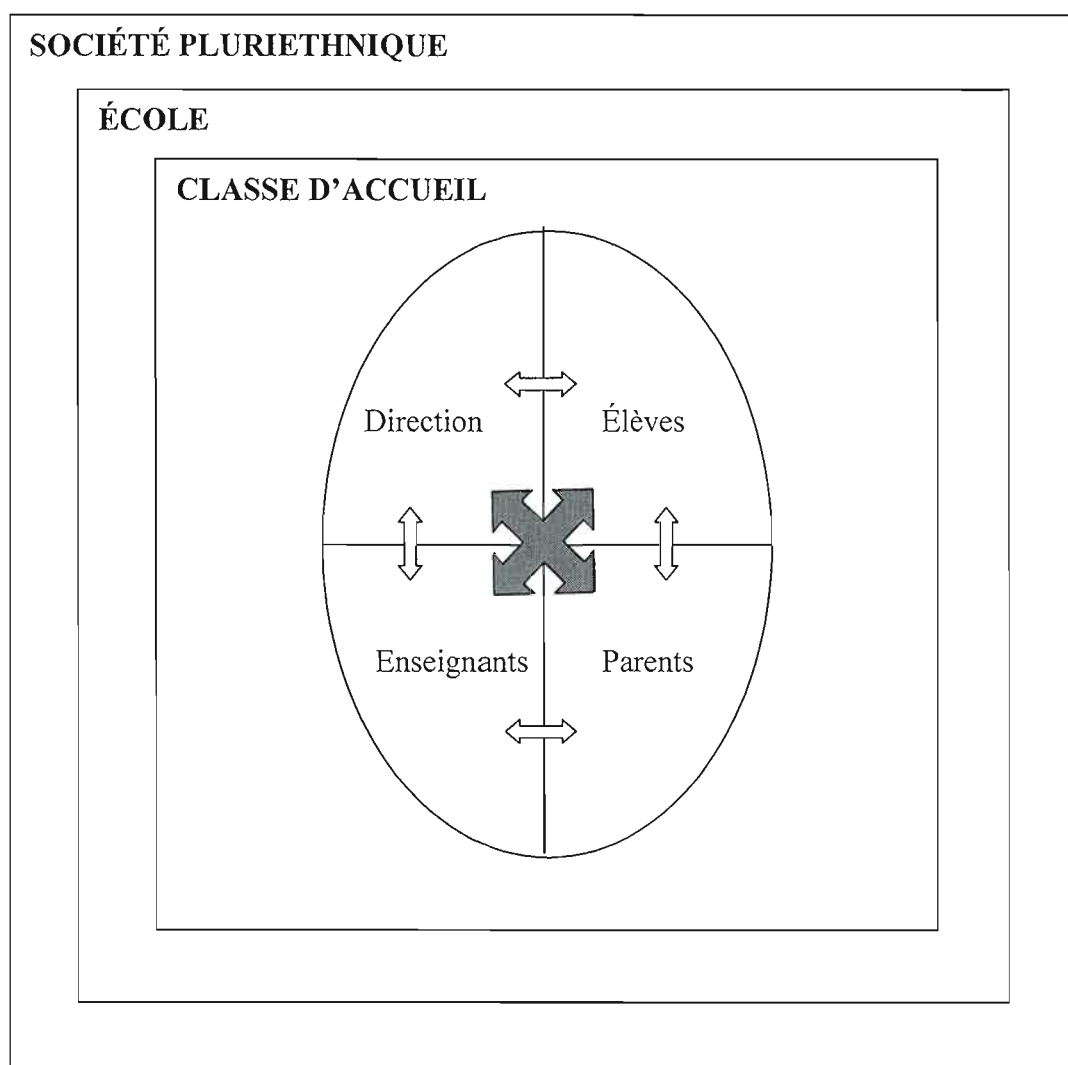 SOCIÉTÉ PLURIETHNIQUE
ÉCOLE
CLASSE D'ACCUEIL
Direction
Élèves
Enseignants
Parents